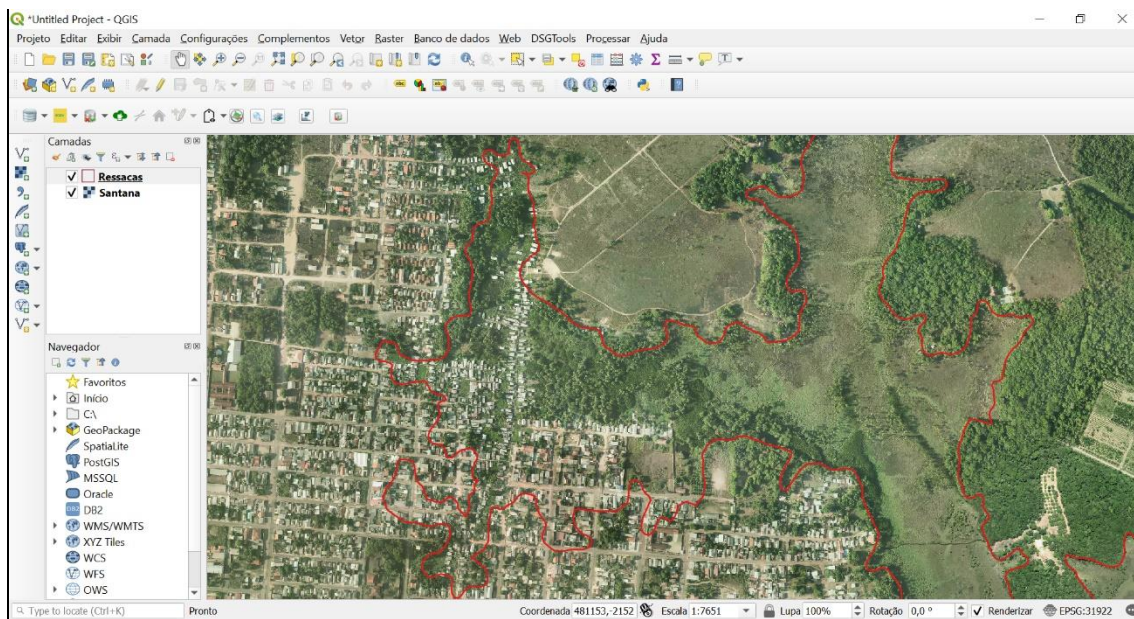 *Untitled Project - QGIS
Projeto Editar Exibir Camada Configurações Complementos Vetor Raster Banco de dados Web DSGTools Processar Ajuda
Camadas
Ressacas
Santana
Navegador
Favoritos
Início
C:\
GeoPackage
SpatiaLite
PostGIS
MSSQL
Oracle
DB2
WMS/WMTS
XYZ Tiles
WCS
WFS
OWS
Type to locate (Ctrl+K) Pronto Coordenada 481153,-2152 Escala 1:7651 Lupa 100% Rotação 0,0 ° Renderizar EPSG:31922